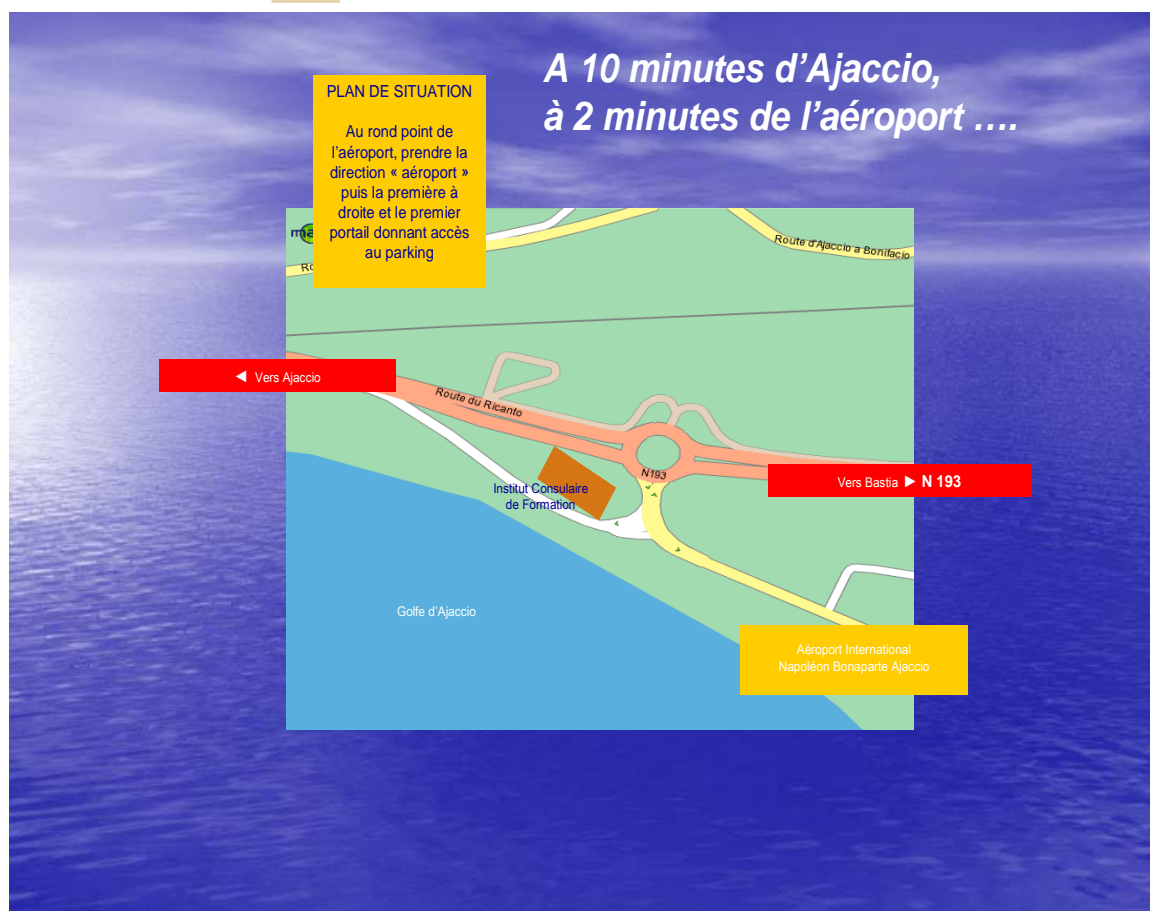 A 10 minutes d’Ajaccio,
à 2 minutes de l’aéroport ….
PLAN DE SITUATION
Au rond point de
l’aéroport, prendre la
direction « aéroport »
puis la première à
droite et le premier
portail donnant accès
au parking
Route d'Ajaccio a Bonifacio
◄ Vers Ajaccio
Route du Ricanto
N193
Vers Bastia ► N 193
Institut Consulaire
de Formation
Golfe d’Ajaccio
Aéroport International
Napoléon Bonaparte Ajaccio